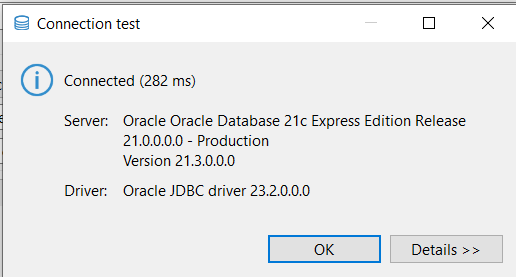 Connection test
Connected (282 ms)
Server: Oracle Oracle Database 21c Express Edition Release
21.0.0.0.0 - Production
Version 21.3.0.0.0
Driver: Oracle JDBC driver 23.2.0.0.0
OK Details >>